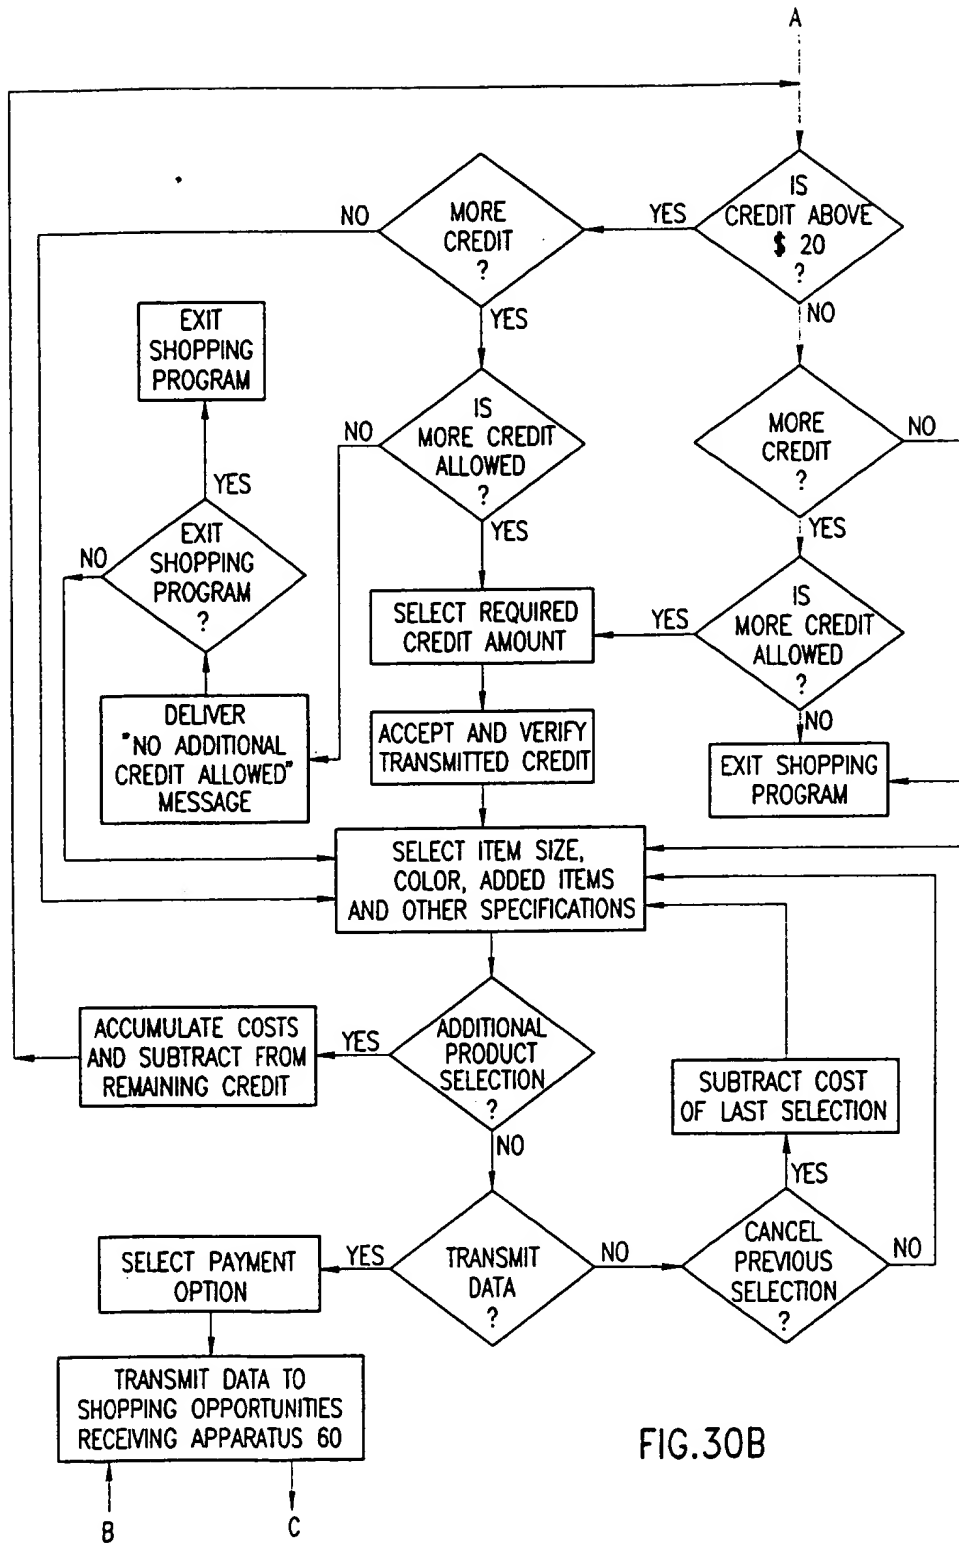 A
IS
CREDIT ABOVE
$ 20
?
YES
NO
MORE
CREDIT
?
NO
YES
EXIT
SHOPPING
PROGRAM
IS
MORE CREDIT
ALLOWED
?
NO
YES
MORE
CREDIT
?
NO
YES
YES
EXIT
SHOPPING
PROGRAM
?
NO
SELECT REQUIRED
CREDIT AMOUNT
YES
IS
MORE CREDIT
ALLOWED
?
NO
DELIVER
"NO ADDITIONAL
CREDIT ALLOWED"
MESSAGE
ACCEPT AND VERIFY
TRANSMITTED CREDIT
EXIT SHOPPING
PROGRAM
SELECT ITEM SIZE,
COLOR, ADDED ITEMS
AND OTHER SPECIFICATIONS
ACCUMULATE COSTS
AND SUBTRACT FROM
REMAINING CREDIT
YES
ADDITIONAL
PRODUCT
SELECTION
?
NO
SUBTRACT COST
OF LAST SELECTION
YES
SELECT PAYMENT
OPTION
YES
TRANSMIT
DATA
?
NO
CANCEL
PREVIOUS
SELECTION
?
NO
TRANSMIT DATA TO
SHOPPING OPPORTUNITIES
RECEIVING APPARATUS 60
B
C
FIG.30B